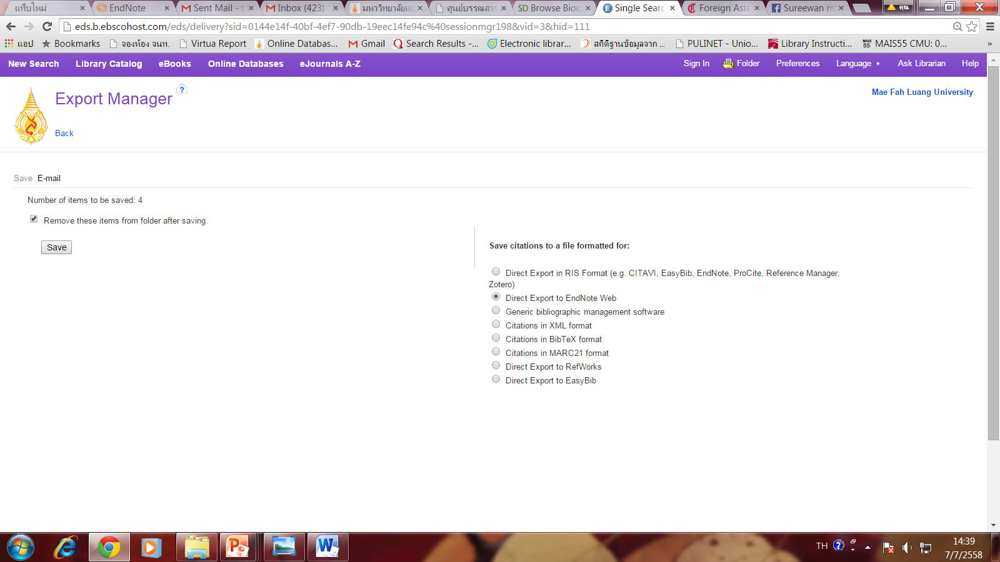 แท็บใหม่ EndNote Sent Mail - Inbox (423) มหาวิทยาลัยแม ศูนย์บรรณสาร Browse Bioc Single Searc Foreign Asia Sureewan m คุณ
eds.b.ebscohost.com/eds/delivery?sid=0144e14f-40bf-4ef7-90db-19eec14fe94c%40sessionmgr198&vid=3&hid=111
แอป Bookmarks จองห้อง จนท. Virtua Report Online Databas... Gmail Search Results -... Electronic librar... สถิติฐานข้อมูลจาก ... PULINET - Unio... Library Instructi... MAIS55 CMU: 0... »
New Search Library Catalog eBooks Online Databases eJournals A-Z Sign In Folder Preferences Language Ask Librarian Help
Export Manager ?
Mae Fah Luang University
Back
Save E-mail
Number of items to be saved: 4
Remove these items from folder after saving
Save
Save citations to a file formatted for:
Direct Export in RIS Format (e.g. CITAVI, EasyBib, EndNote, ProCite, Reference Manager,
Zotero)
Direct Export to EndNote Web
Generic bibliographic management software
Citations in XML format
Citations in BibTeX format
Citations in MARC21 format
Direct Export to RefWorks
Direct Export to EasyBib
TH 14:39
7/7/2558